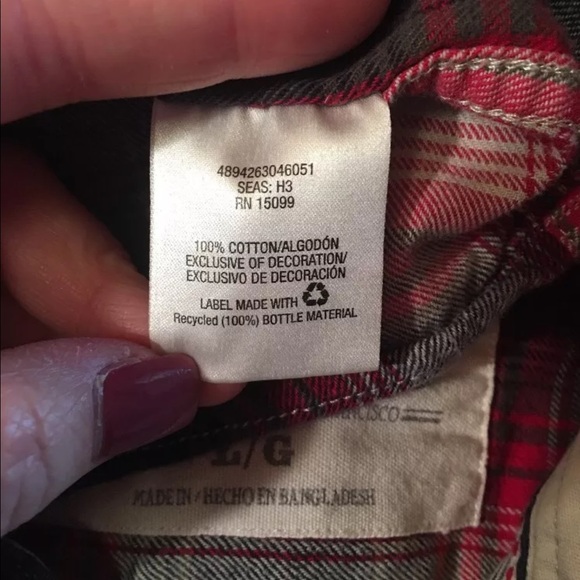 4894263046051
SEAS: H3
RN 15099
100% COTTON/ALGODÓN
EXCLUSIVE OF DECORATION/
EXCLUSIVO DE DECORACIÓN
LABEL MADE WITH
Recycled (100%) BOTTLE MATERIAL
L/G
MADE IN / HECHO EN BANGLADESH